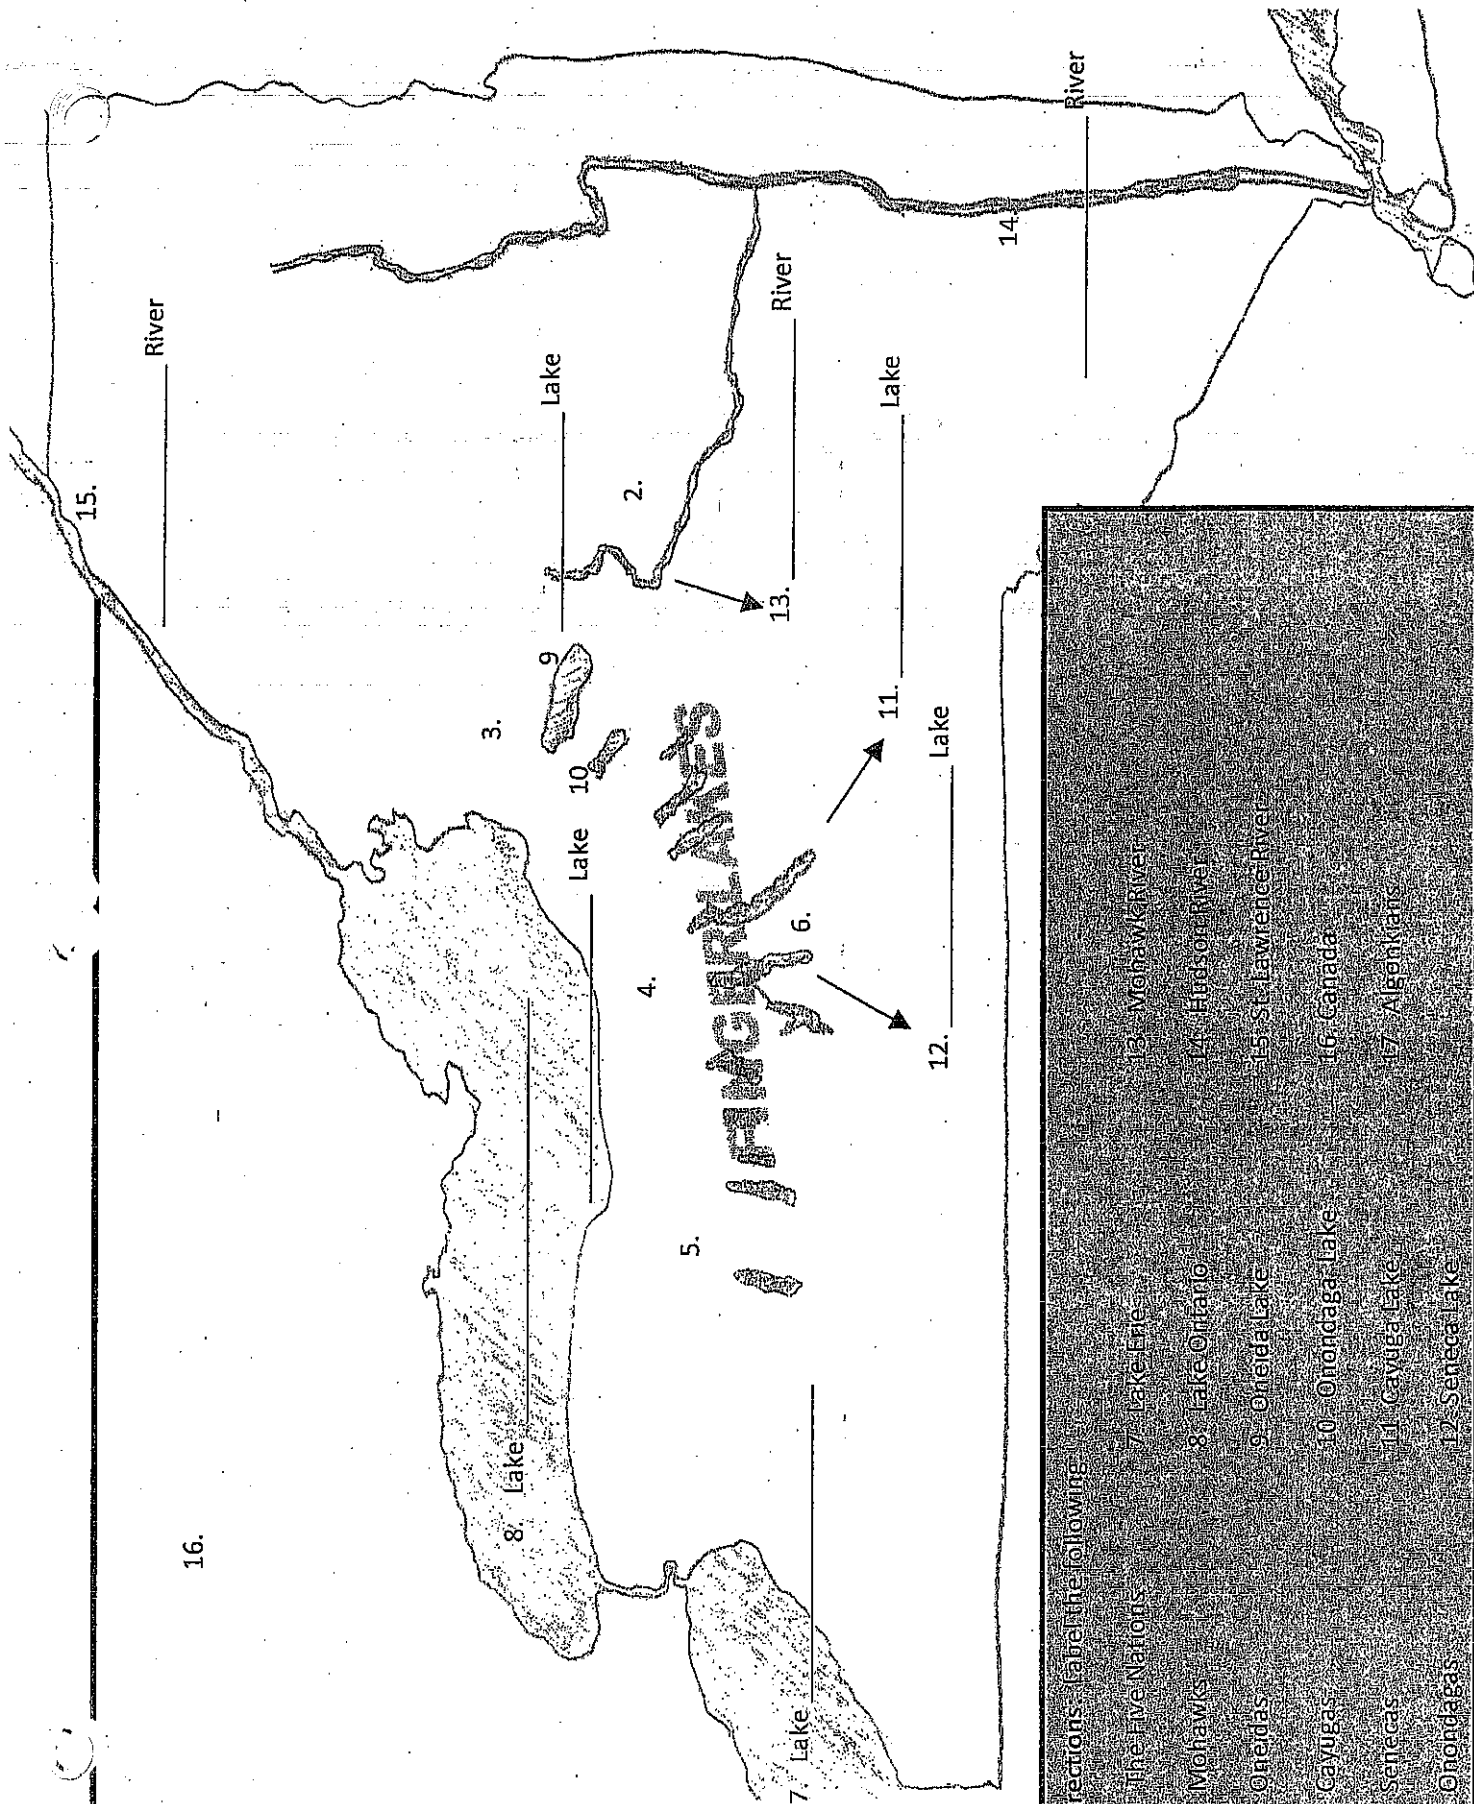 15.
River
16.
8.
Lake
Lake
10
3.
9
Lake
4.
2.
5.
FINGER LAKES
7.
Lake
6.
13.
River
11.
Lake
12.
Lake
14.
River
rections: Label the following:
The Five Nations
Mohawks
Oneidas
Cayugas
Senecas
Onondagas
7. Lake Erie
8. Lake Ontario
9. Oneida Lake
10. Onondaga Lake
11. Cayuga Lake
12. Seneca Lake
13. Mohawk River
14. Hudson River
15. St. Lawrence River
16. Canada
17. Algonkians